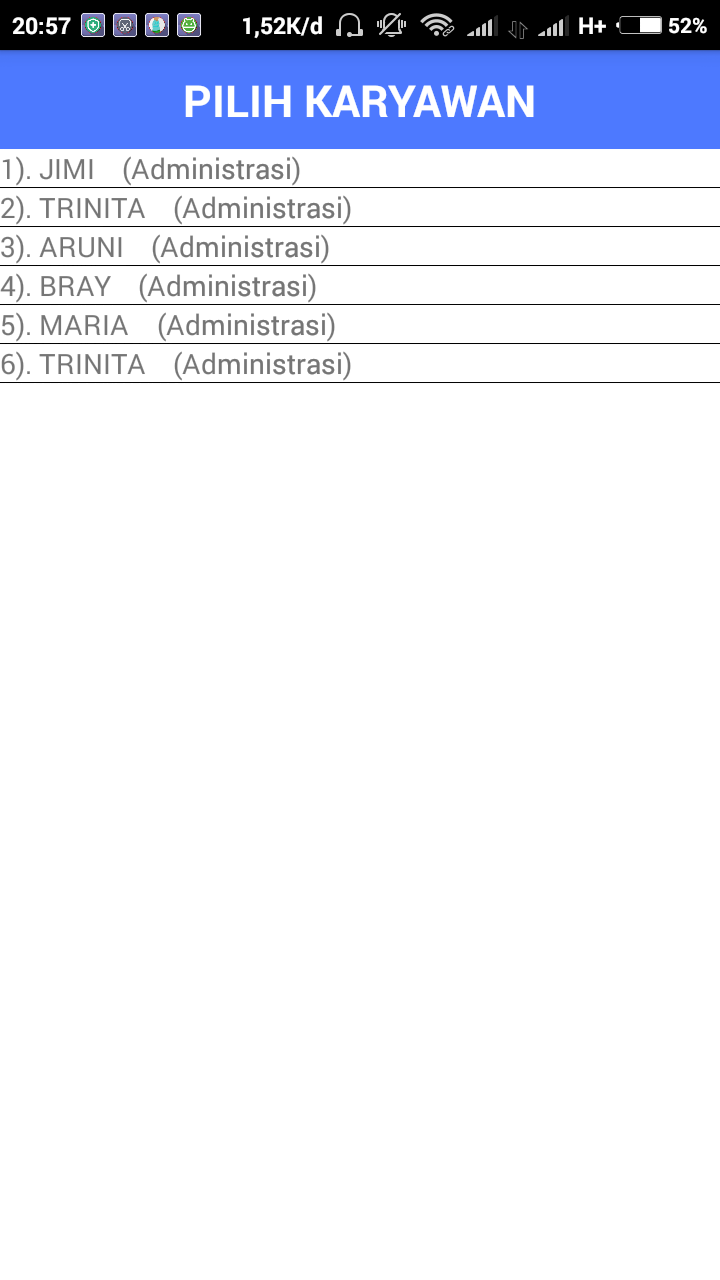 20:57 1,52K/d H+ 52%
PILIH KARYAWAN
1). JIMI (Administrasi)
2). TRINITA (Administrasi)
3). ARUNI (Administrasi)
4). BRAY (Administrasi)
5). MARIA (Administrasi)
6). TRINITA (Administrasi)